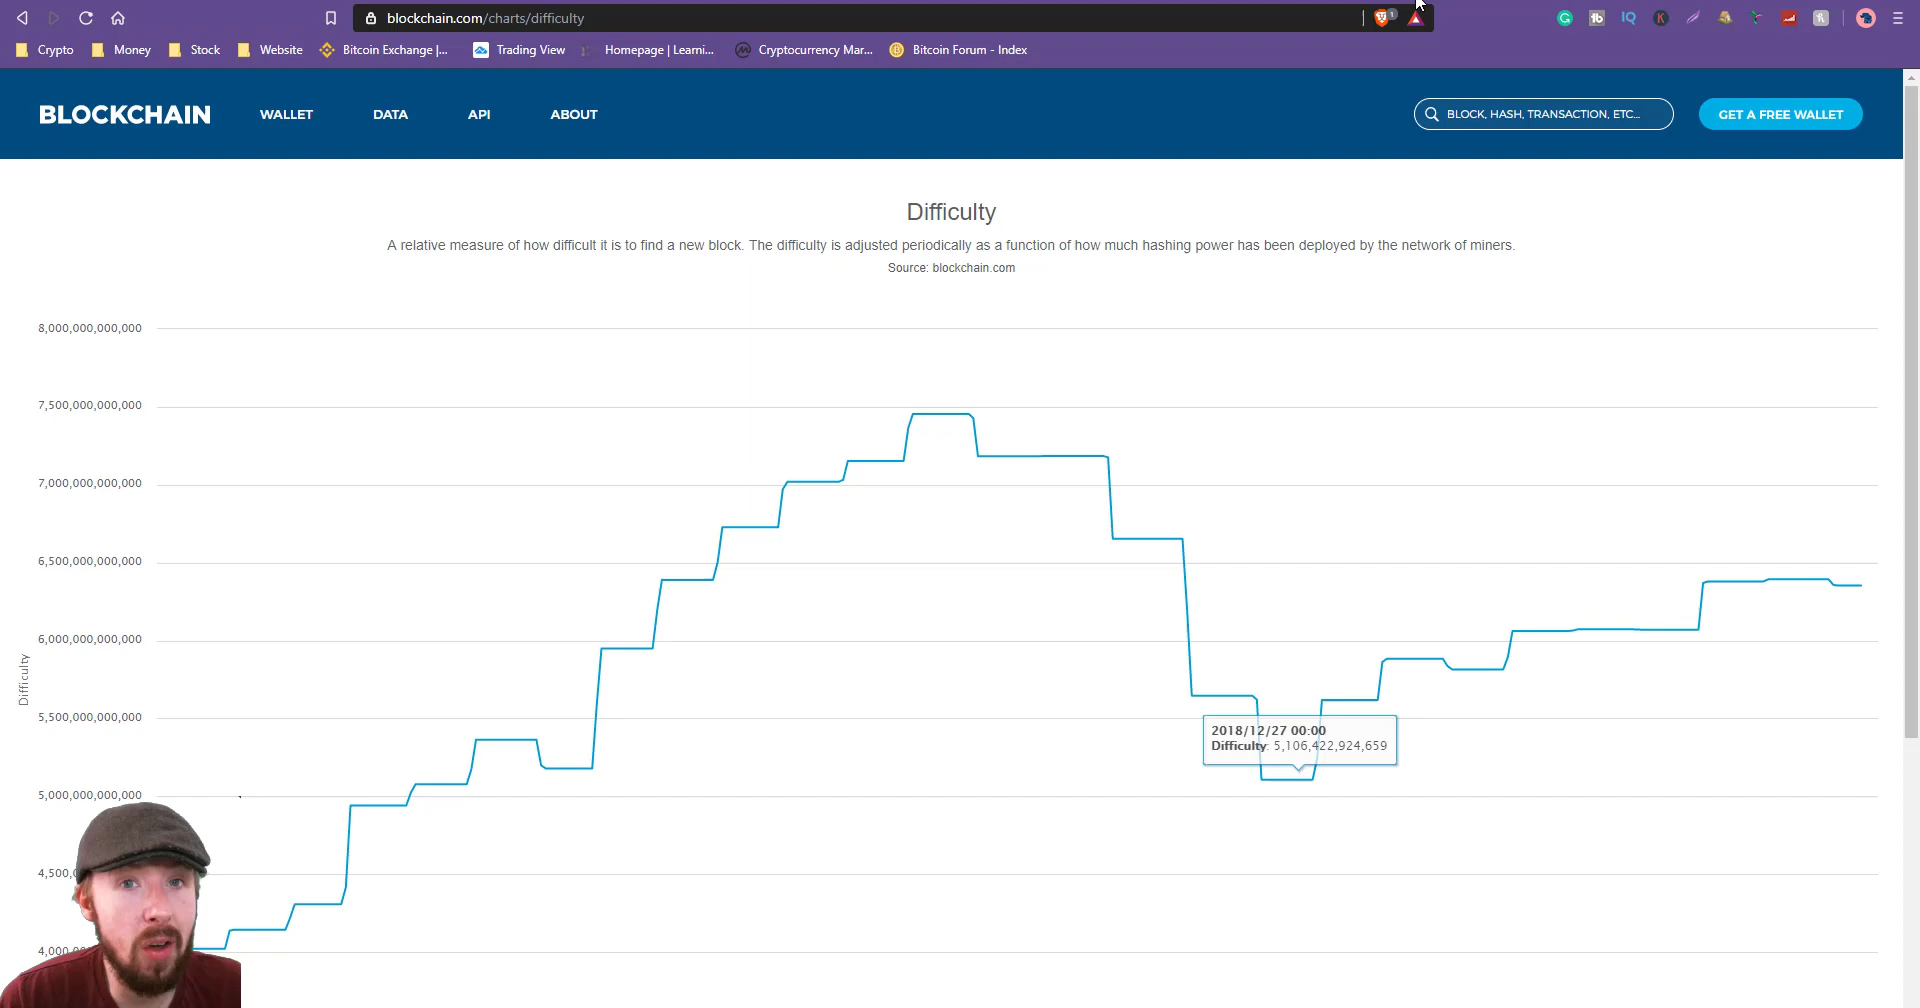 blockchain.com/charts/difficulty
1
Crypto
Money
Stock
Website
Bitcoin Exchange |...
Trading View
Homepage | Learni...
Cryptocurrency Mar...
Bitcoin Forum - Index
BLOCKCHAIN
WALLET
DATA
API
ABOUT
BLOCK, HASH, TRANSACTION, ETC...
GET A FREE WALLET
Difficulty
A relative measure of how difficult it is to find a new block. The difficulty is adjusted periodically as a function of how much hashing power has been deployed by the network of miners.
Source: blockchain.com
8,000,000,000,000
7,500,000,000,000
7,000,000,000,000
6,500,000,000,000
6,000,000,000,000
Difficulty
5,500,000,000,000
2018/12/27 00:00
Difficulty: 5,106,422,924,659
5,000,000,000,000